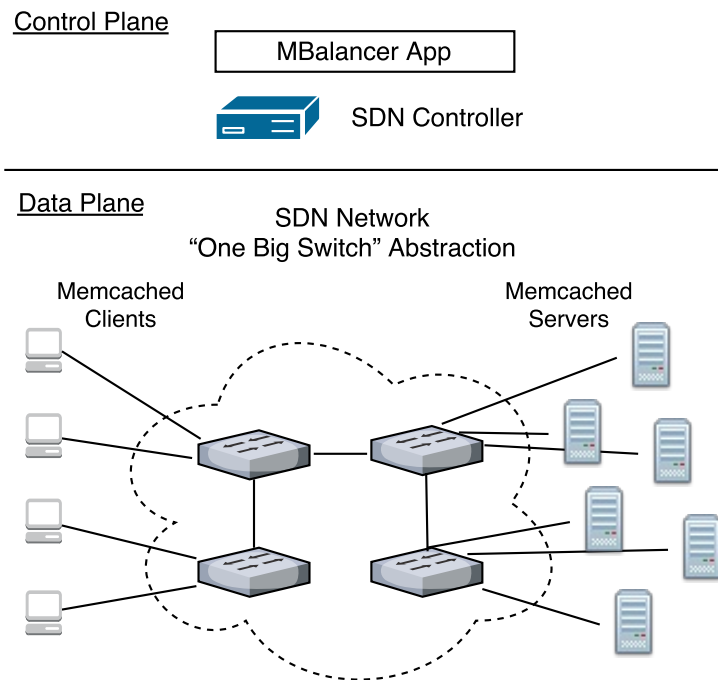 Control Plane
MBalancer App
SDN Controller
Data Plane
SDN Network
“One Big Switch” Abstraction
Memcached
Clients
Memcached
Servers